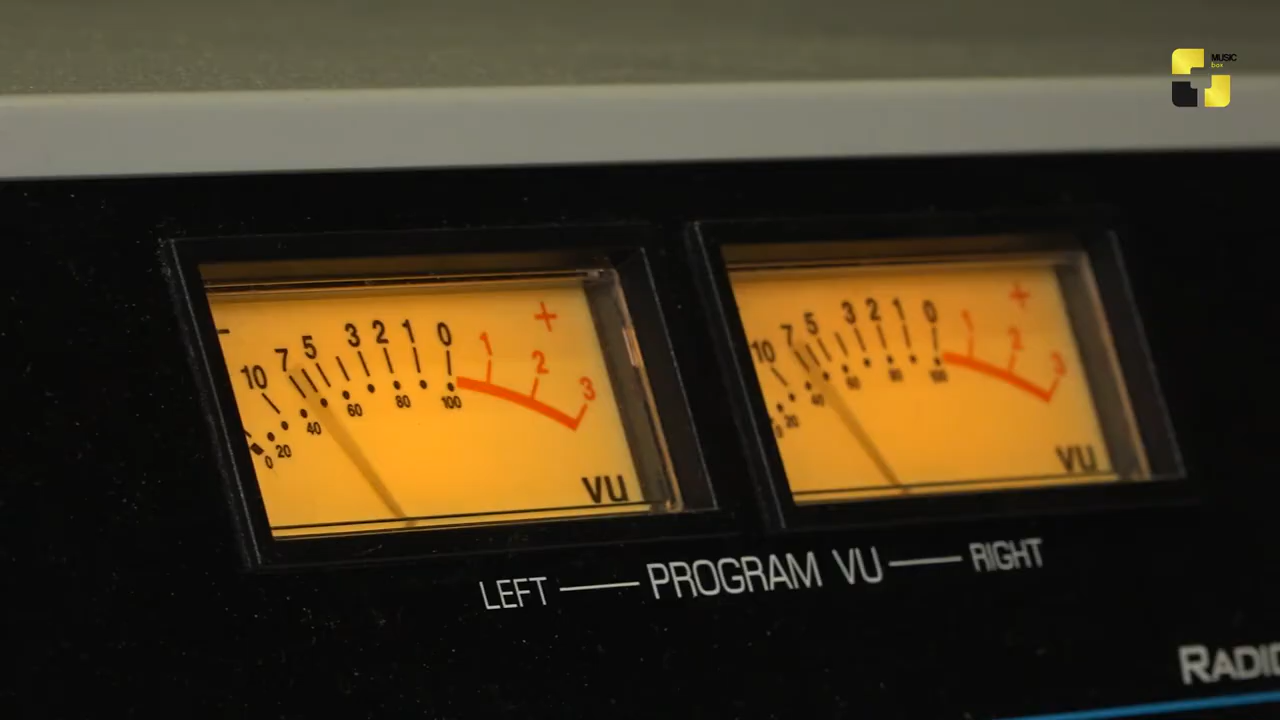 MUSIC
box
+
10 7 5 3 2 1 0 1 2 3
0 20 40 60 80 100
VU
+
10 7 5 3 2 1 0 1 2 3
0 20 40 60 80 100
VU
LEFT PROGRAM VU RIGHT
RADIO